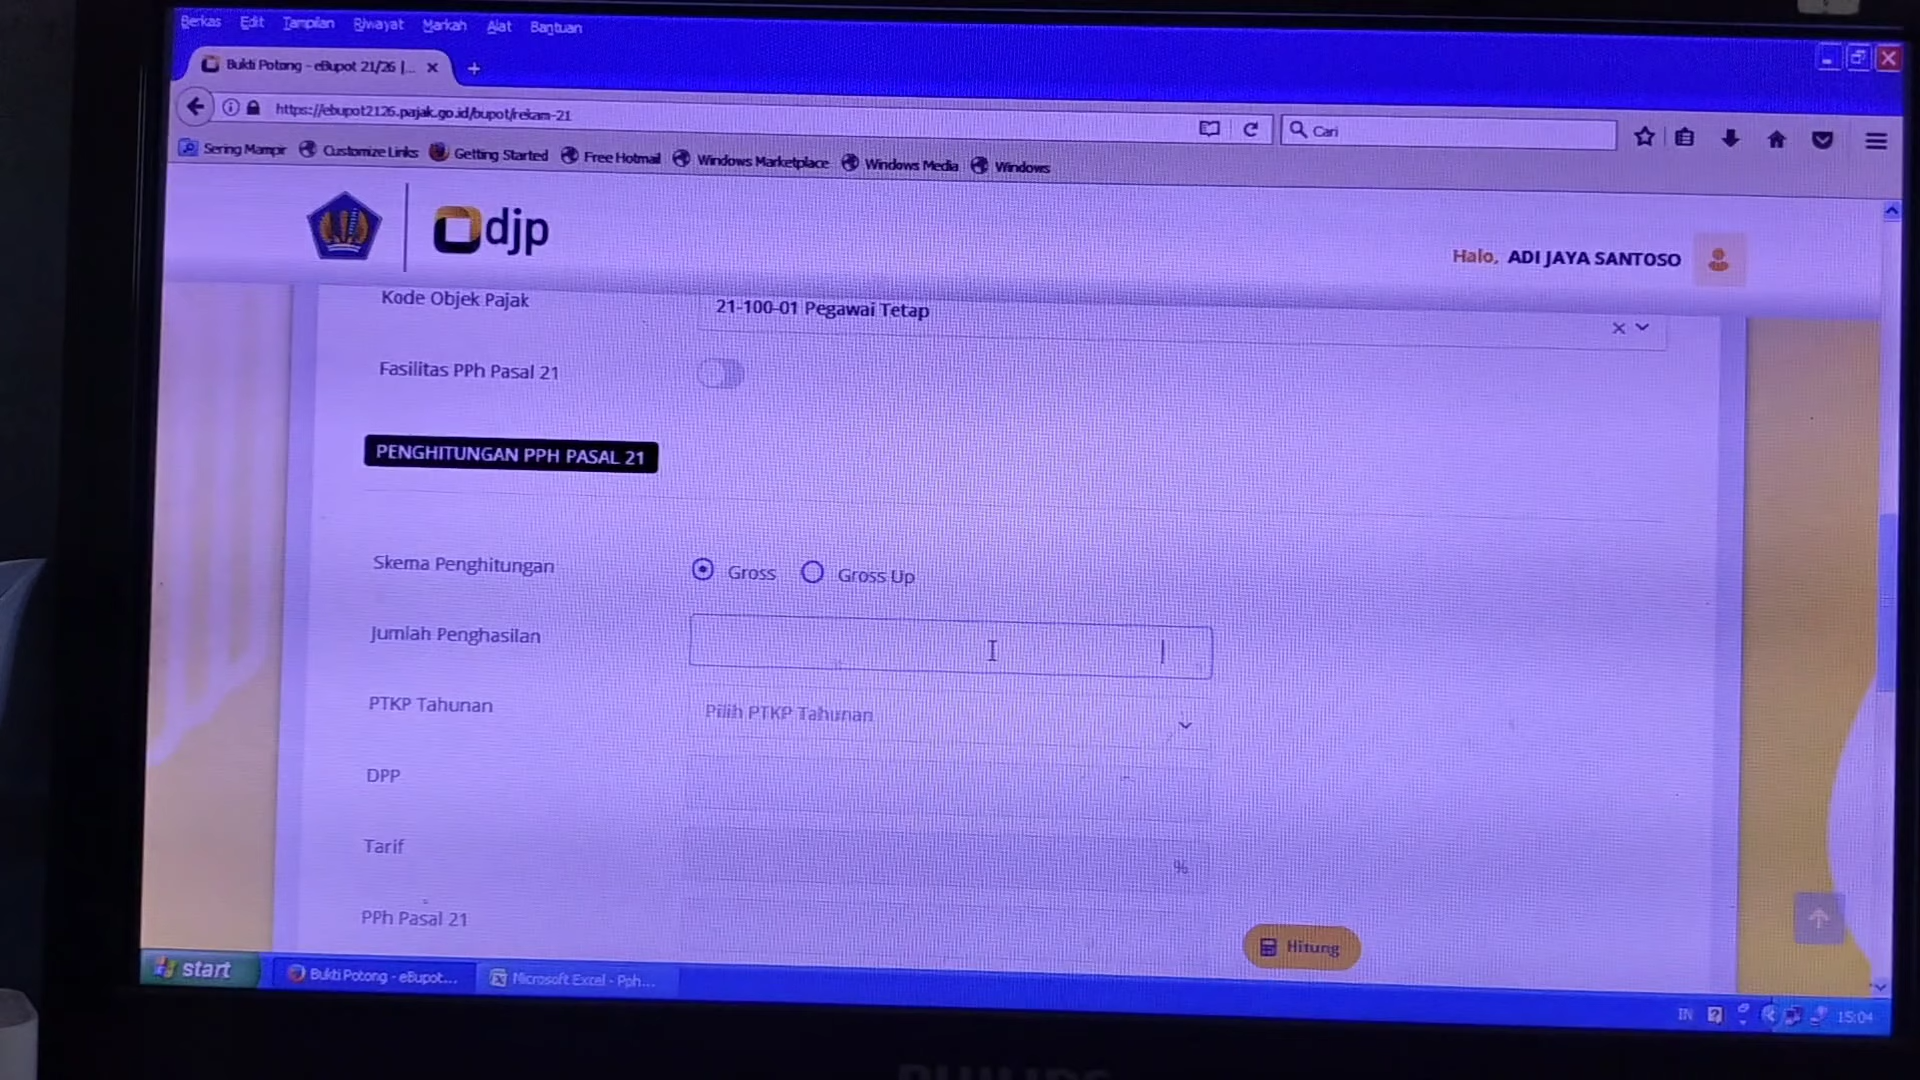 Berkas Edit Tampilan Riwayat Markah Alat Bantuan
Bukti Potong - eBupot 21/26 |...
https://ebupot2126.pajak.go.id/bupot/rekam-21
Cari
Sering Mampir Customize Links Getting Started Free Hotmail Windows Marketplace Windows Media Windows
djp
Halo, ADI JAYA SANTOSO
Kode Objek Pajak 21-100-01 Pegawai Tetap
Fasilitas PPh Pasal 21
PENGHITUNGAN PPH PASAL 21
Skema Penghitungan Gross Gross Up
Jumlah Penghasilan
PTKP Tahunan Pilih PTKP Tahunan
DPP
Tarif %
PPh Pasal 21
Hitung
start Bukti Potong - eBupot... Microsoft Excel - Pph...
IN 15:04